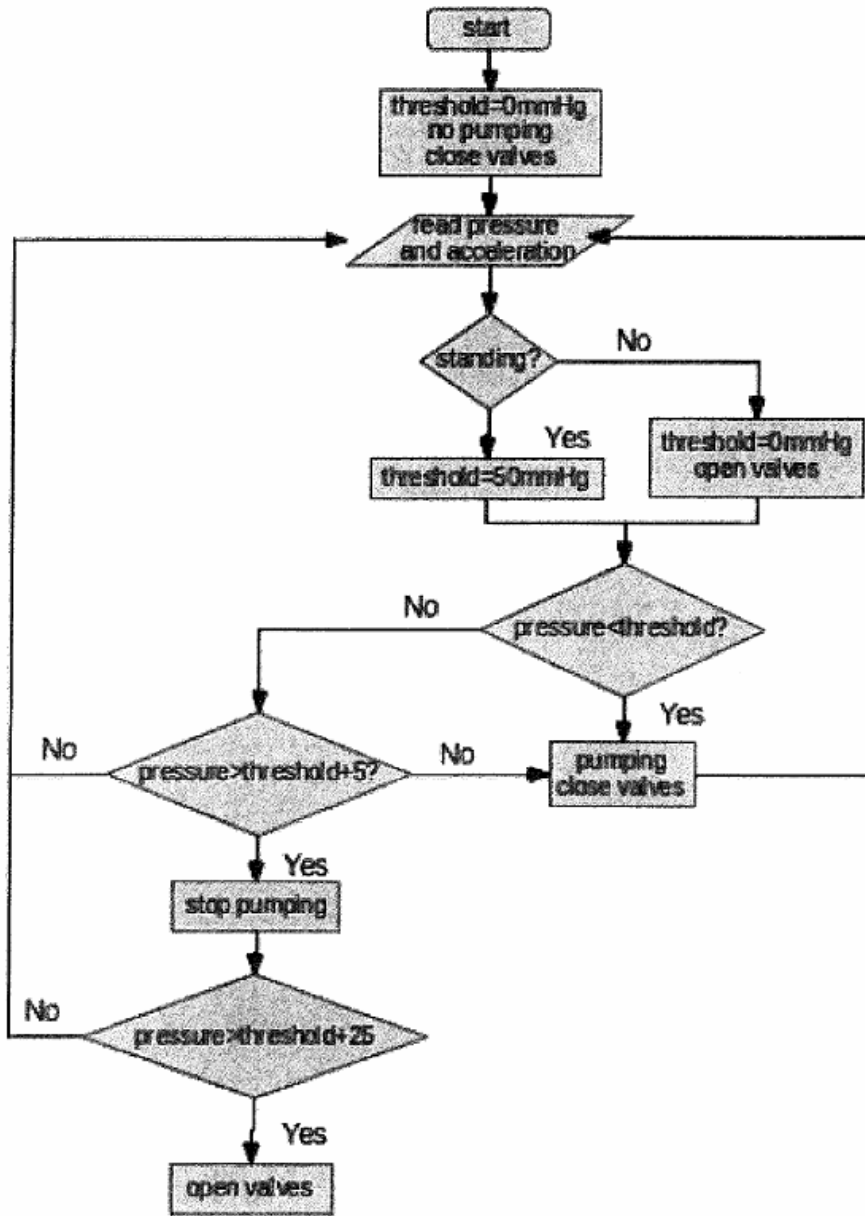 start
threshold=0mmHg
no pumping
close valves
read pressure
and acceleration
standing?
No
Yes
threshold=0mmHg
open valves
threshold=50mmHg
No
pressure<threshold?
Yes
No
pressure>threshold+5?
No
pumping
close valves
Yes
stop pumping
No
pressure>threshold+25
Yes
open valves